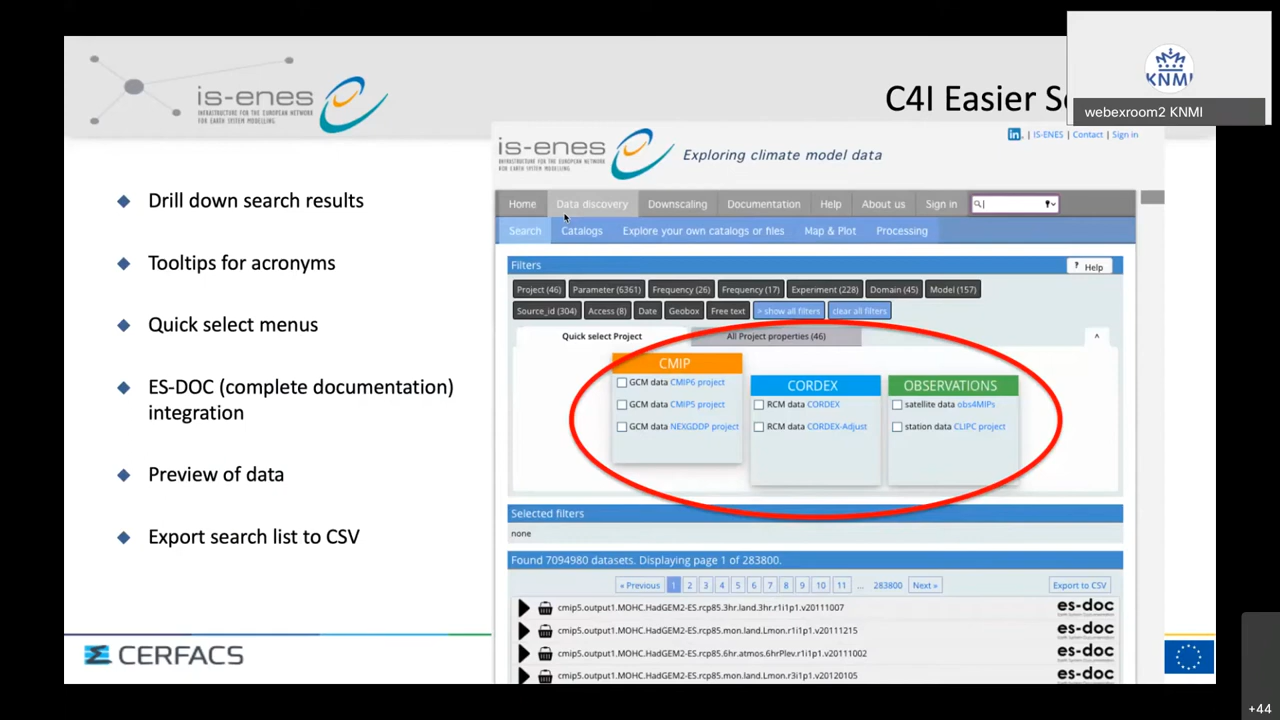 is-enes
INFRASTRUCTURE FOR THE EUROPEAN NETWORK
FOR EARTH SYSTEM MODELLING
C4I Easier Se
KNMI
webexroom2 KNMI
Drill down search results
Tooltips for acronyms
Quick select menus
ES-DOC (complete documentation)
integration
Preview of data
Export search list to CSV
is-enes
INFRASTRUCTURE FOR THE EUROPEAN NETWORK
FOR EARTH SYSTEM MODELLING
Exploring climate model data
in | IS-ENES | Contact | Sign in
Home Data discovery Downscaling Documentation Help About us Sign in
Search Catalogs Explore your own catalogs or files Map & Plot Processing
Filters
? Help
Project (46) Parameter (6361) Frequency (26) Frequency (17) Experiment (228) Domain (45) Model (157)
Source_id (304) Access (8) Date Geobox Free text > show all filters clear all filters
Quick select Project All Project properties (46) ^
CMIP
GCM data CMIP6 project
GCM data CMIP5 project
GCM data NEXGDDP project
CORDEX
RCM data CORDEX
RCM data CORDEX-Adjust
OBSERVATIONS
satellite data obs4MIPs
station data CLIPC project
Selected filters
none
Found 7094980 datasets. Displaying page 1 of 283800.
« Previous 1 2 3 4 5 6 7 8 9 10 11 ... 283800 Next » Export to CSV
cmip5.output1.MOHC.HadGEM2-ES.rcp85.3hr.land.3hr.r1i1p1.v20111007 es-doc
cmip5.output1.MOHC.HadGEM2-ES.rcp85.mon.land.Lmon.r1i1p1.v20111215 es-doc
cmip5.output1.MOHC.HadGEM2-ES.rcp85.6hr.atmos.6hrPlev.r1i1p1.v20111002 es-doc
cmip5.output1.MOHC.HadGEM2-ES.rcp85.mon.land.Lmon.r3i1p1.v20120105 es-doc
CERFACS
+44